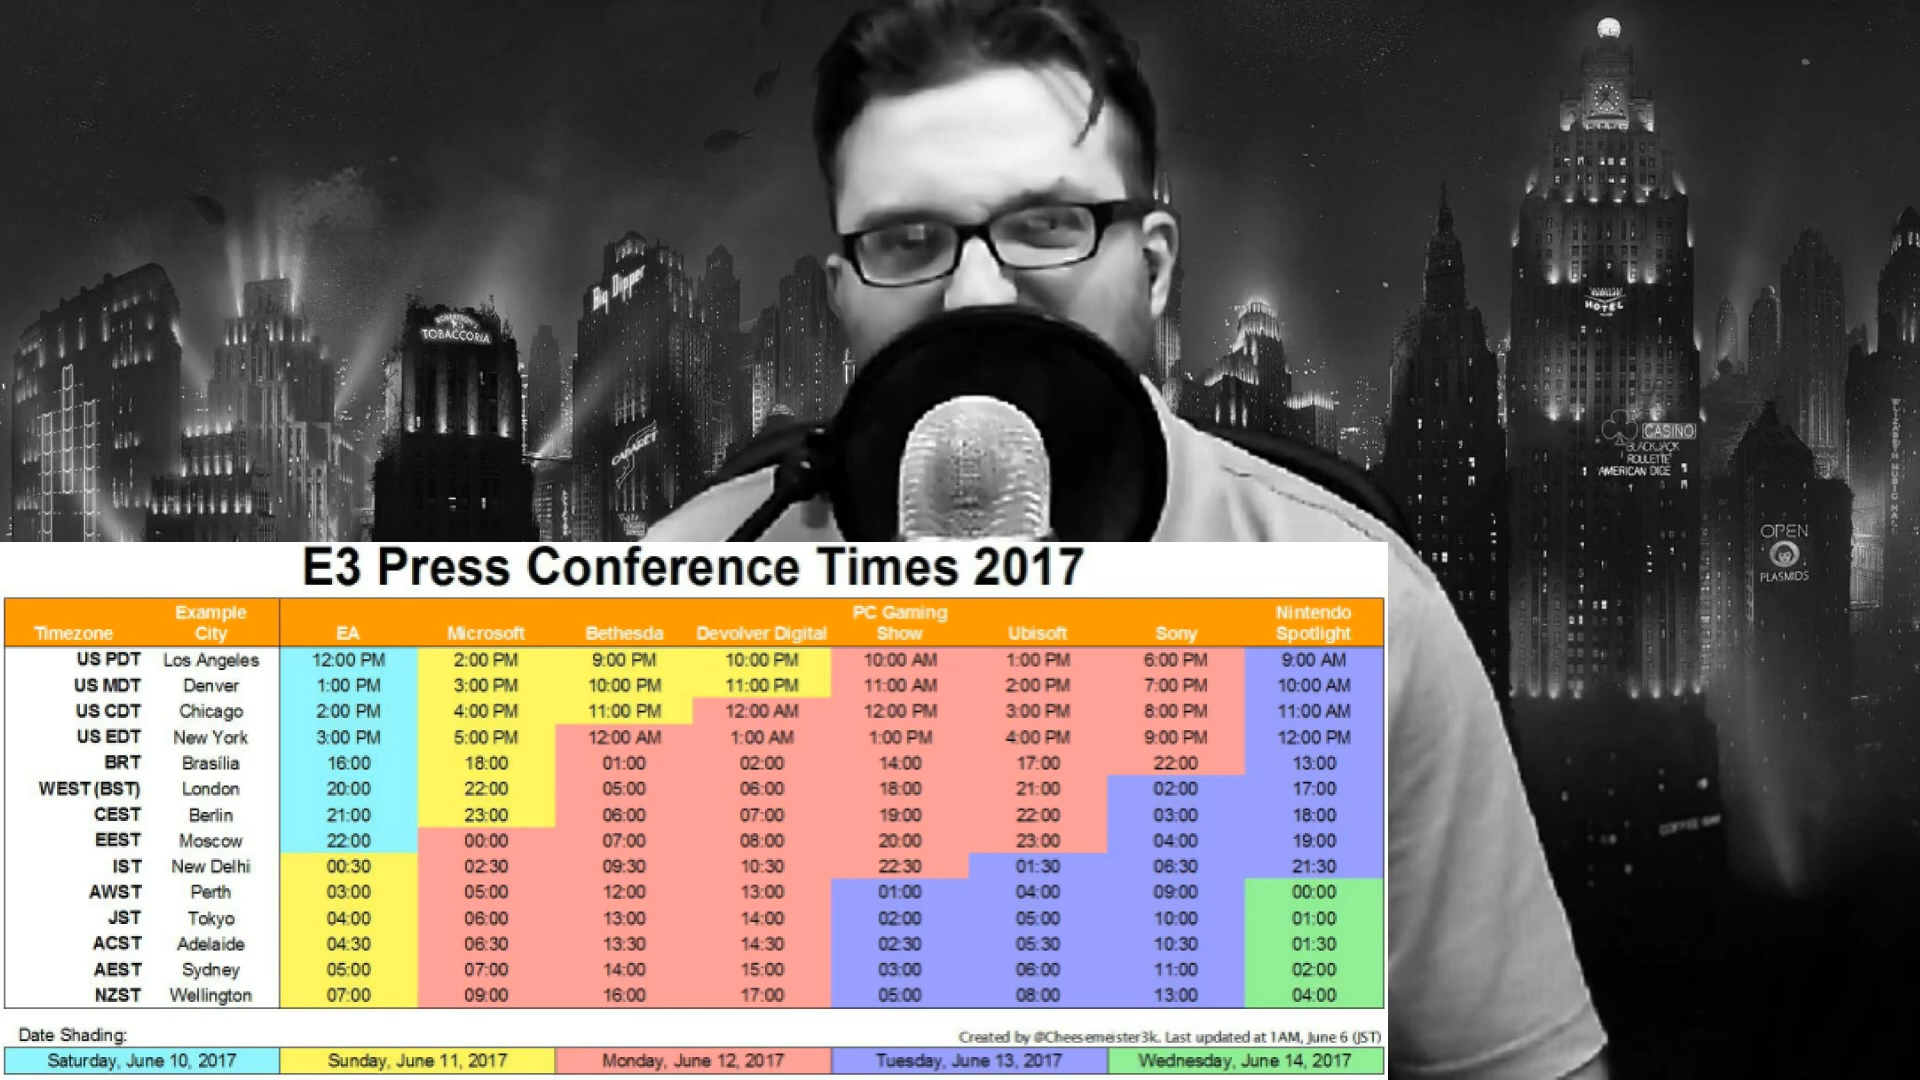 Big Dipper
TOBACCORIA
HOTEL
CABARET
CASINO
BLACKJACK
ROULETTE
AMERICAN DICE
OPEN
PLASMIDS
E3 Press Conference Times 2017
Timezone Example City EA Microsoft Bethesda Devolver Digital PC Gaming Show Ubisoft Sony Nintendo Spotlight
US PDT Los Angeles 12:00 PM 2:00 PM 9:00 PM 10:00 PM 10:00 AM 1:00 PM 6:00 PM 9:00 AM
US MDT Denver 1:00 PM 3:00 PM 10:00 PM 11:00 PM 11:00 AM 2:00 PM 7:00 PM 10:00 AM
US CDT Chicago 2:00 PM 4:00 PM 11:00 PM 12:00 AM 12:00 PM 3:00 PM 8:00 PM 11:00 AM
US EDT New York 3:00 PM 5:00 PM 12:00 AM 1:00 AM 1:00 PM 4:00 PM 9:00 PM 12:00 PM
BRT Brasília 16:00 18:00 01:00 02:00 14:00 17:00 22:00 13:00
WEST (BST) London 20:00 22:00 05:00 06:00 18:00 21:00 02:00 17:00
CEST Berlin 21:00 23:00 06:00 07:00 19:00 22:00 03:00 18:00
EEST Moscow 22:00 00:00 07:00 08:00 20:00 23:00 04:00 19:00
IST New Delhi 00:30 02:30 09:30 10:30 22:30 01:30 06:30 21:30
AWST Perth 03:00 05:00 12:00 13:00 01:00 04:00 09:00 00:00
JST Tokyo 04:00 06:00 13:00 14:00 02:00 05:00 10:00 01:00
ACST Adelaide 04:30 06:30 13:30 14:30 02:30 05:30 10:30 01:30
AEST Sydney 05:00 07:00 14:00 15:00 03:00 06:00 11:00 02:00
NZST Wellington 07:00 09:00 16:00 17:00 05:00 08:00 13:00 04:00
Date Shading: Created by @Cheesemeister3k. Last updated at 1AM, June 6 (JST)
Saturday, June 10, 2017 Sunday, June 11, 2017 Monday, June 12, 2017 Tuesday, June 13, 2017 Wednesday, June 14, 2017